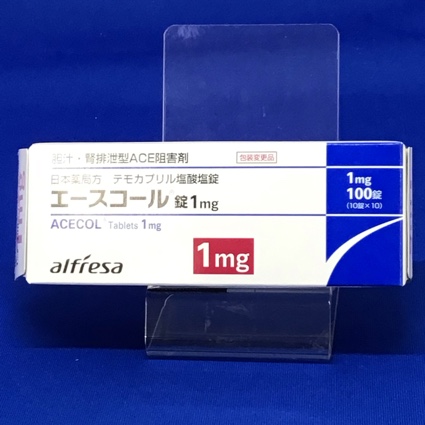 胆汁・腎排泄型ACE阻害剤
包装変更品
日本薬局方 テモカプリル塩酸塩錠
エースコール®錠1mg
ACECOL® Tablets 1mg
1mg
100錠
(10錠×10)
1mg
alfresa